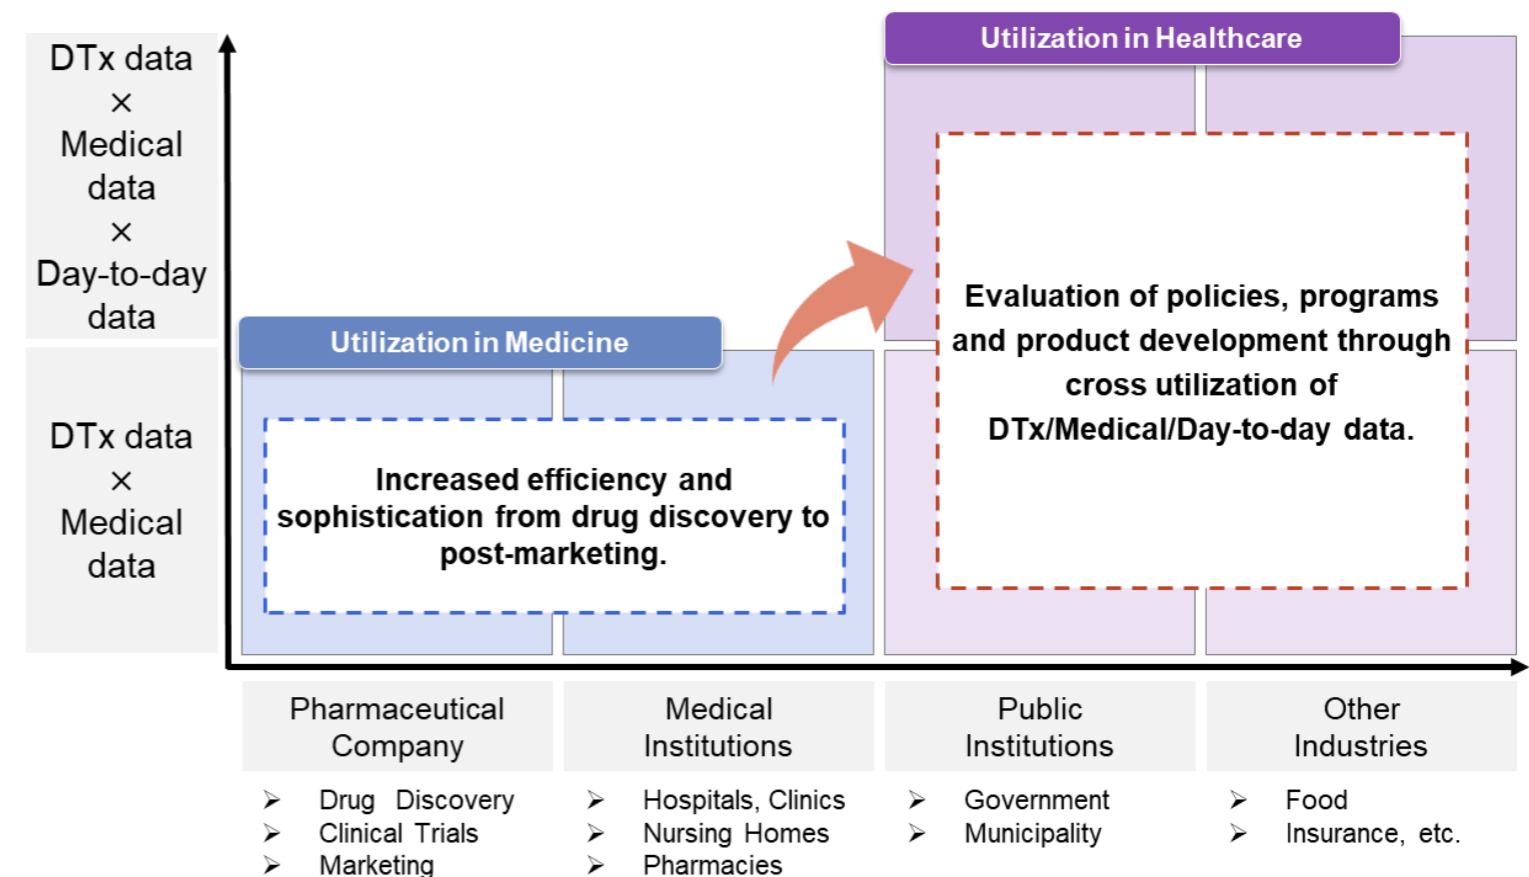 Utilization in Healthcare
DTx data
×
Medical
data
×
Day-to-day
data
Evaluation of policies, programs
and product development through
cross utilization of
DTx/Medical/Day-to-day data.
Utilization in Medicine
DTx data
×
Medical
data
Increased efficiency and
sophistication from drug discovery to
post-marketing.
Pharmaceutical
Company
➢ Drug Discovery
➢ Clinical Trials
➢ Marketing
Medical
Institutions
➢ Hospitals, Clinics
➢ Nursing Homes
➢ Pharmacies
Public
Institutions
➢ Government
➢ Municipality
Other
Industries
➢ Food
➢ Insurance, etc.